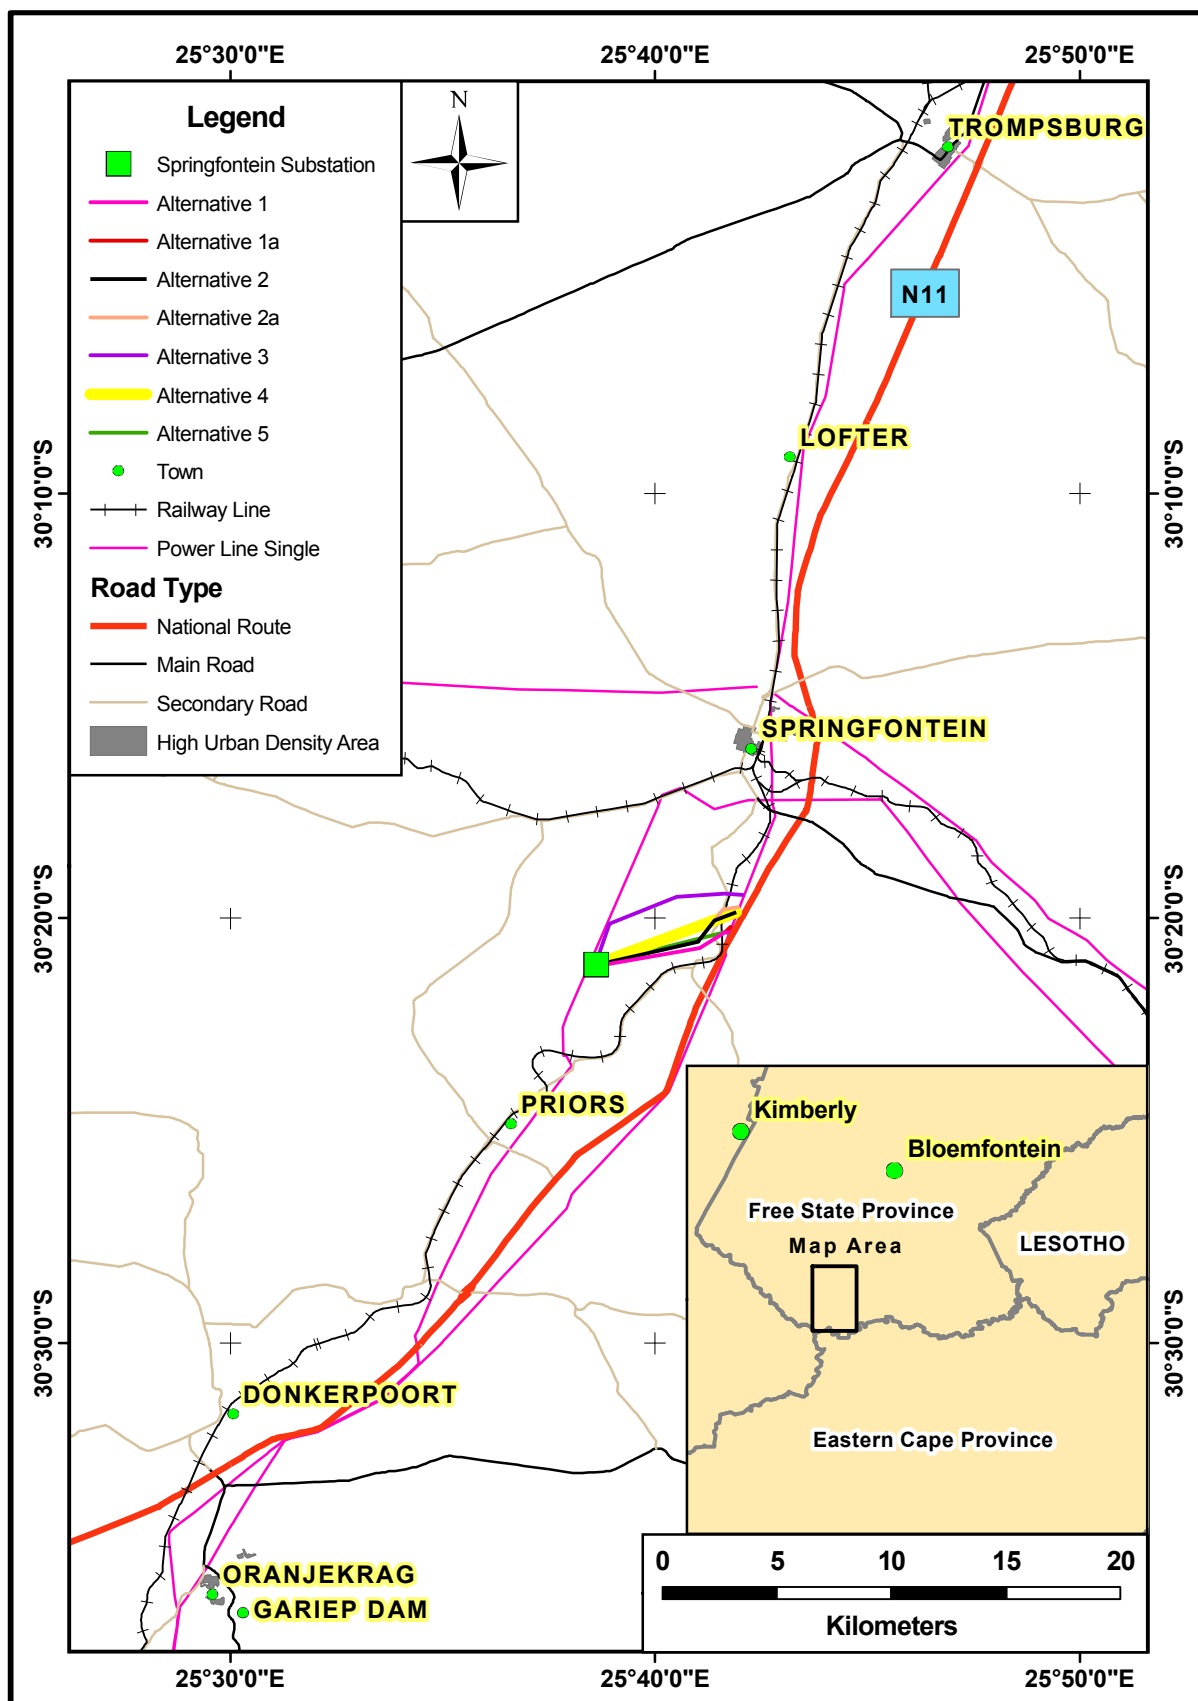 25°30'0"E
25°40'0"E
25°50'0"E
Legend
Springfontein Substation
Alternative 1
Alternative 1a
Alternative 2
Alternative 2a
Alternative 3
Alternative 4
Alternative 5
Town
Railway Line
Power Line Single
Road Type
National Route
Main Road
Secondary Road
High Urban Density Area
N
TROMPSBURG
N11
LOFTER
30°10'0"S
30°10'0"S
SPRINGFONTEIN
30°20'0"S
30°20'0"S
PRIORS
Kimberly
Bloemfontein
Free State Province
LESOTHO
Map Area
30°30'0"S
30°30'0"S
DONKERPOORT
Eastern Cape Province
ORANJEKRAG
GARIEP DAM
0 5 10 15 20
Kilometers
25°30'0"E
25°40'0"E
25°50'0"E